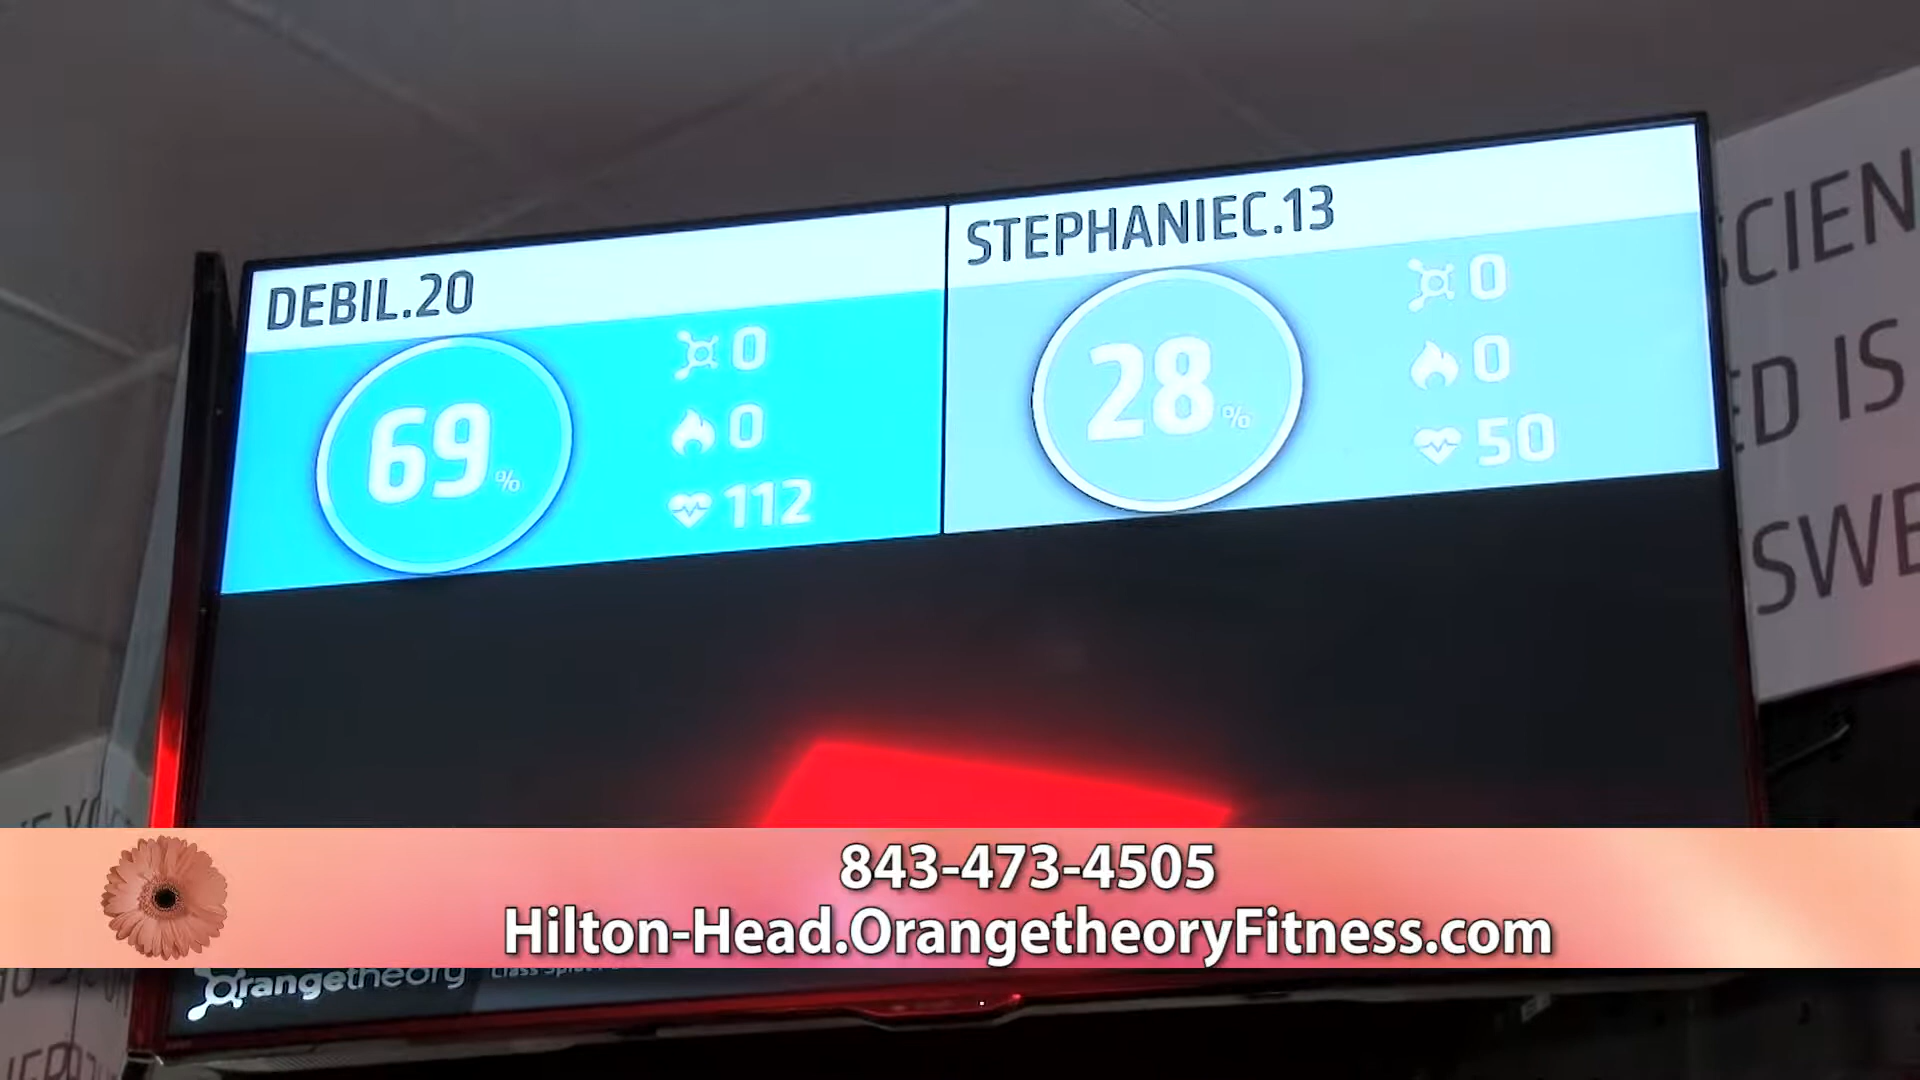 DEBIL.20
69%
0
0
112
STEPHANIEC.13
28%
0
0
50
IS
843-473-4505
Hilton-Head.OrangetheoryFitness.com
Orangetheory